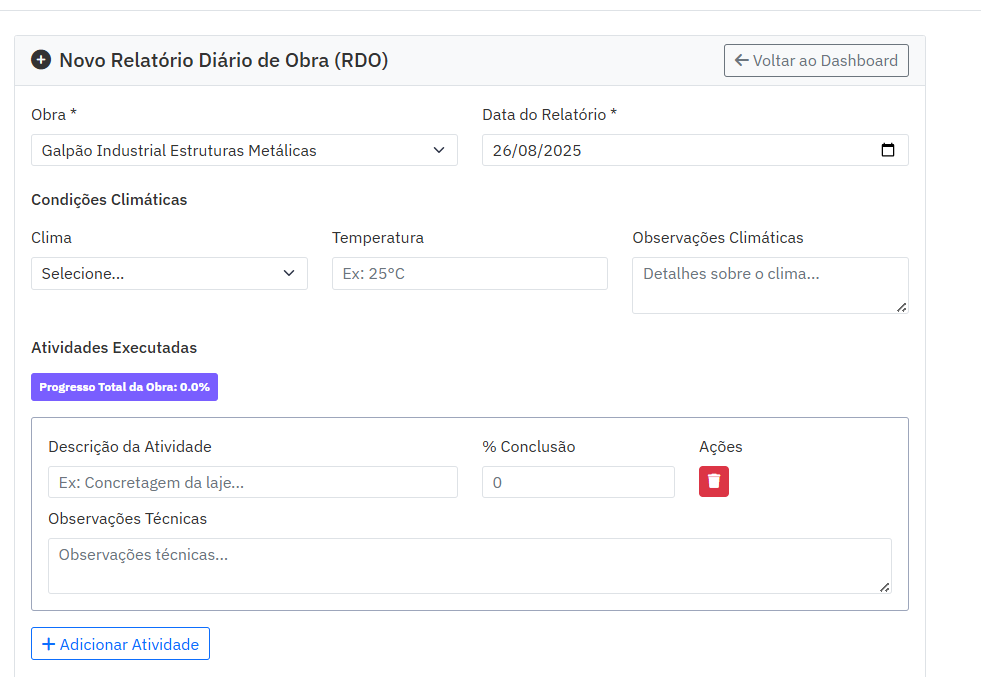 Novo Relatório Diário de Obra (RDO)
Voltar ao Dashboard
Obra *
Data do Relatório *
Galpão Industrial Estruturas Metálicas
26/08/2025
Condições Climáticas
Clima
Temperatura
Observações Climáticas
Selecione...
Ex: 25°C
Detalhes sobre o clima...
Atividades Executadas
Progresso Total da Obra: 0.0%
Descrição da Atividade
% Conclusão
Ações
Ex: Concretagem da laje...
0
Observações Técnicas
Observações técnicas...
+ Adicionar Atividade